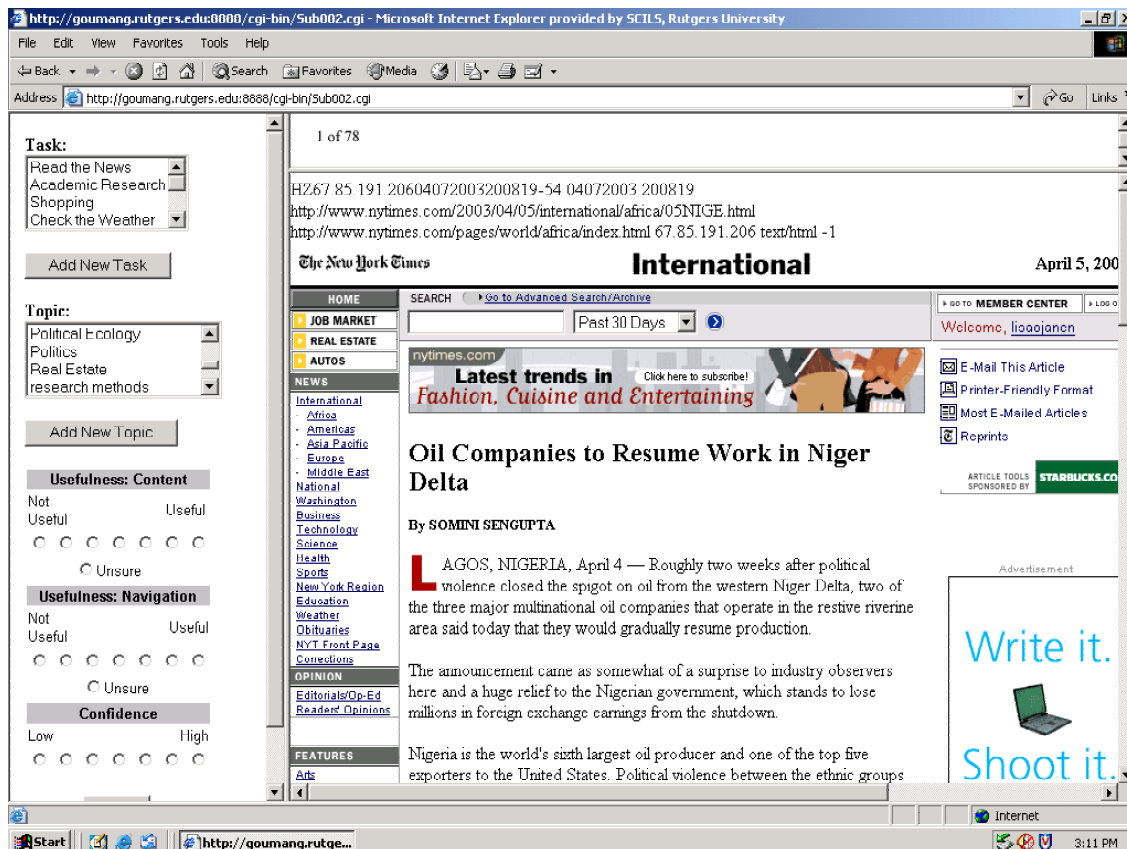 http://goumang.rutgers.edu:8888/cgi-bin/Sub002.cgi - Microsoft Internet Explorer provided by SCILS, Rutgers University
File Edit View Favorites Tools Help
Back Search Favorites Media
Address http://goumang.rutgers.edu:8888/cgi-bin/Sub002.cgi Go Links
Task:
Read the News
Academic Research
Shopping
Check the Weather
Add New Task
Topic:
Political Ecology
Politics
Real Estate
research methods
Add New Topic
Usefulness: Content
Not Useful
Useful
Unsure
Usefulness: Navigation
Not Useful
Useful
Unsure
Confidence
Low High
1 of 78
HZ67.85.191.20604072003200819-54 04072003 200819
http://www.nytimes.com/2003/04/05/international/africa/05NIGE.html
http://www.nytimes.com/pages/world/africa/index.html 67.85.191.206 text/html -1
The New York Times International April 5, 200
HOME
JOB MARKET
REAL ESTATE
AUTOS
NEWS
International
- Africa
- Americas
- Asia Pacific
- Europe
- Middle East
National
Washington
Business
Technology
Science
Health
Sports
New York Region
Education
Weather
Obituaries
NYT Front Page
Corrections
OPINION
Editorials/Op-Ed
Readers' Opinions
FEATURES
Arts
SEARCH Go to Advanced Search/Archive
Past 30 Days
nytimes.com
Latest trends in Click here to subscribe!
Fashion, Cuisine and Entertaining
Oil Companies to Resume Work in Niger
Delta
By SOMINI SENGUPTA
LAGOS, NIGERIA, April 4 — Roughly two weeks after political
violence closed the spigot on oil from the western Niger Delta, two of
the three major multinational oil companies that operate in the restive riverine
area said today that they would gradually resume production.
The announcement came as somewhat of a surprise to industry observers
here and a huge relief to the Nigerian government, which stands to lose
millions in foreign exchange earnings from the shutdown.
Nigeria is the world's sixth largest oil producer and one of the top five
exporters to the United States. Political violence between the ethnic groups
GO TO MEMBER CENTER LOG O
Welcome, lisaojanen
E-Mail This Article
Printer-Friendly Format
Most E-Mailed Articles
Reprints
ARTICLE TOOLS
SPONSORED BY STARBUCKS.CO
Advertisement
Write it.
Shoot it.
Internet
Start http://goumang.rutge... 3:11 PM